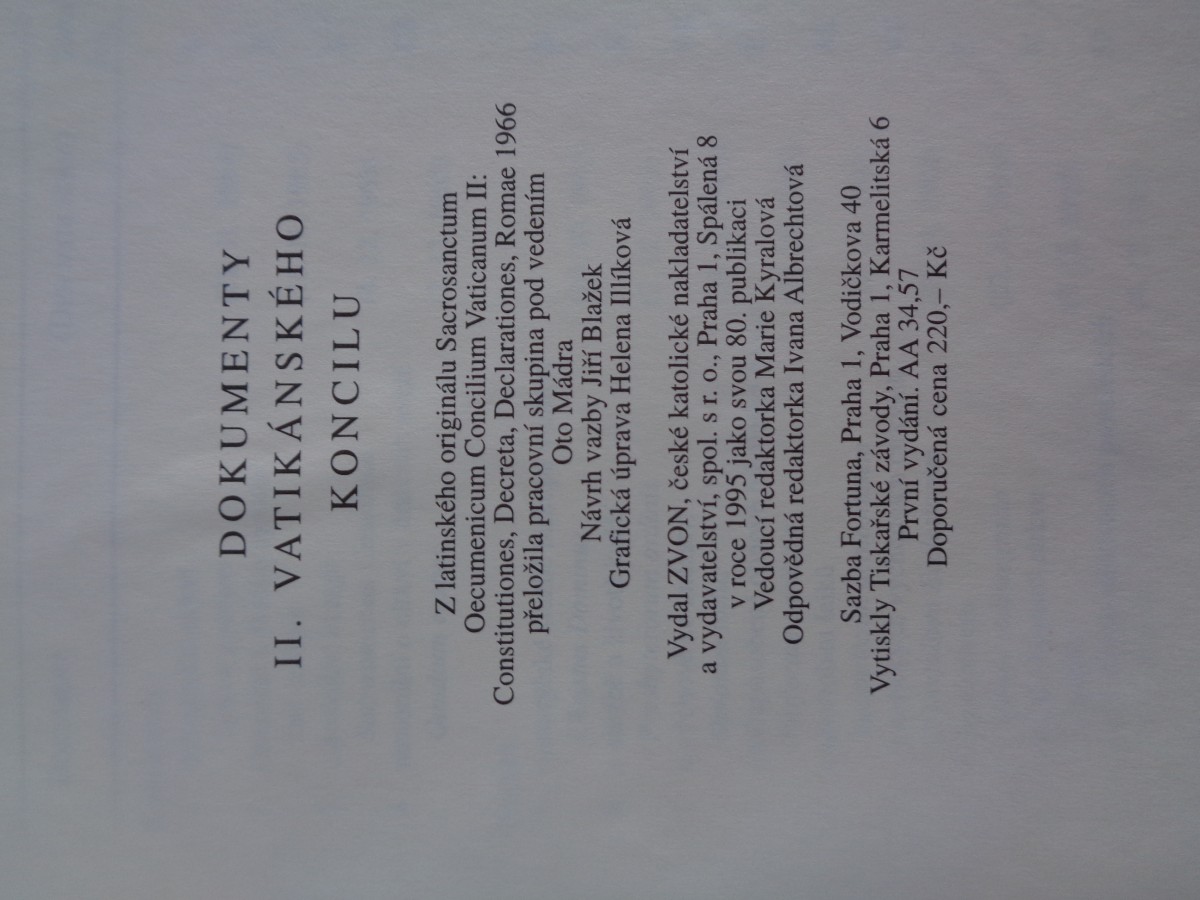 DOKUMENTY
II. VATIKÁNSKÉHO
KONCILU
Z latinského originálu Sacrosanctum
Oecumenicum Concilium Vaticanum II:
Constitutiones, Decreta, Declarationes, Romae 1966
přeložila pracovní skupina pod vedením
Oto Mádra
Návrh vazby Jiří Blažek
Grafická úprava Helena Illíková
Vydal ZVON, české katolické nakladatelství
a vydavatelství, spol. s r. o., Praha 1, Spálená 8
v roce 1995 jako svou 80. publikaci
Vedoucí redaktorka Marie Kyralová
Odpovědná redaktorka Ivana Albrechtová
Sazba Fortuna, Praha 1, Vodičkova 40
Vytiskly Tiskařské závody, Praha 1, Karmelitská 6
První vydání. AA 34,57
Doporučená cena 220,– Kč